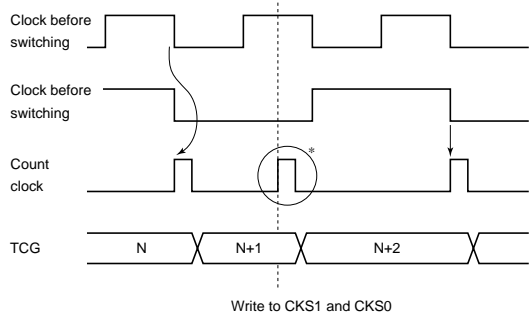 Clock before
switching
Clock before
switching
Count
clock
*
TCG
N
N+1
N+2
Write to CKS1 and CKS0